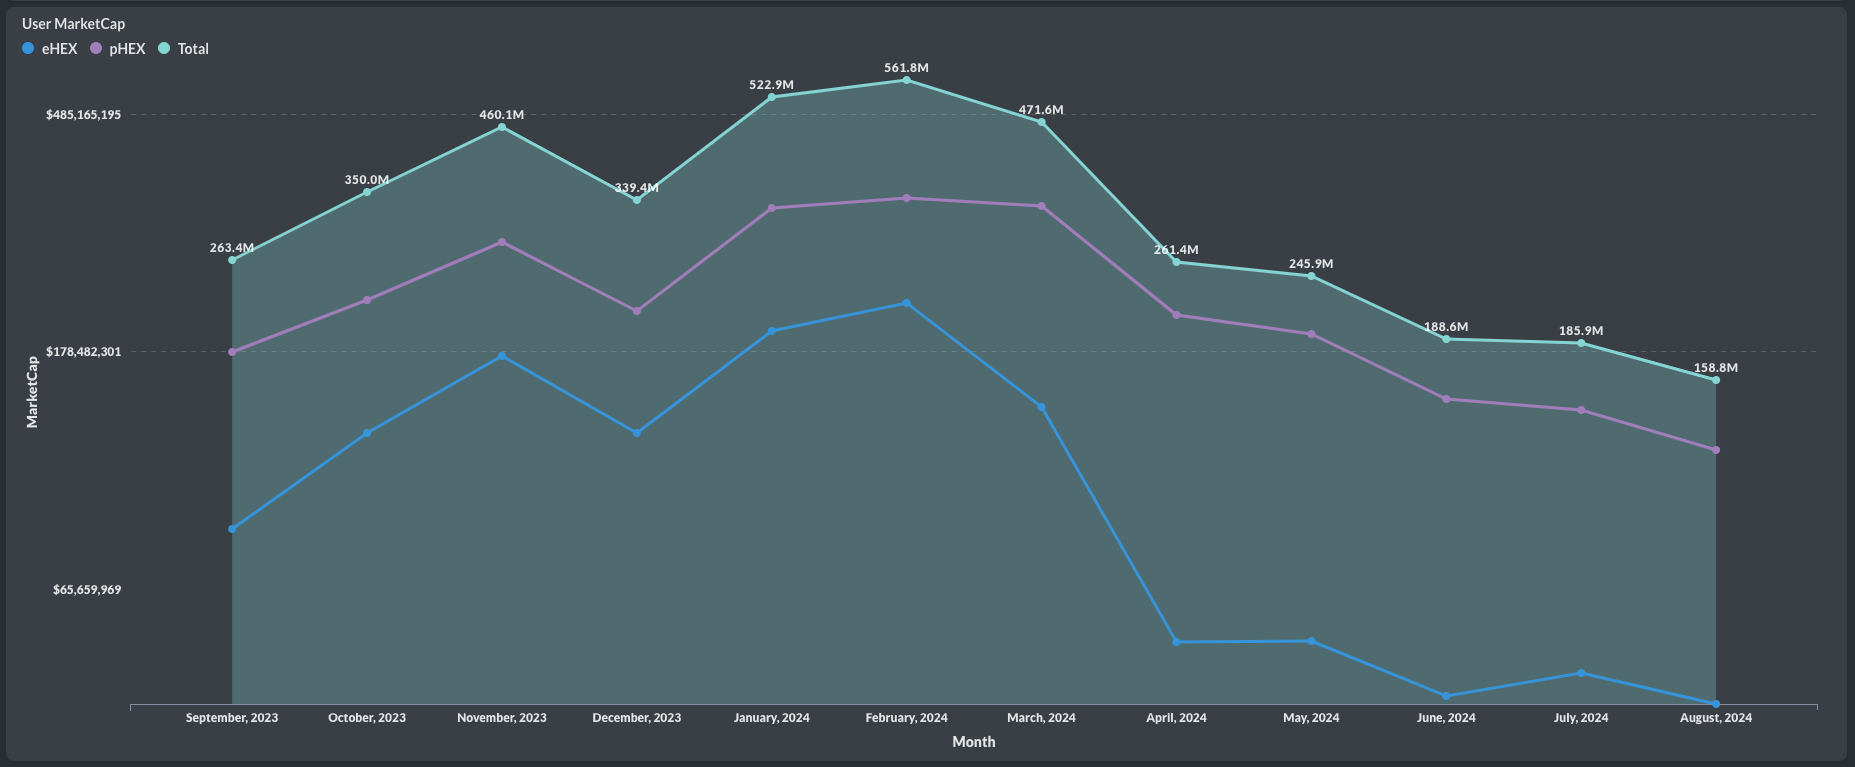 User MarketCap
eHEX pHEX Total
561.8M
522.9M
$485,165,195
460.1M
471.6M
350.0M
339.4M
263.4M
261.4M
245.9M
188.6M
185.9M
$178,482,301
158.8M
MarketCap
$65,659,969
September, 2023 October, 2023 November, 2023 December, 2023 January, 2024 February, 2024 March, 2024 April, 2024 May, 2024 June, 2024 July, 2024 August, 2024
Month